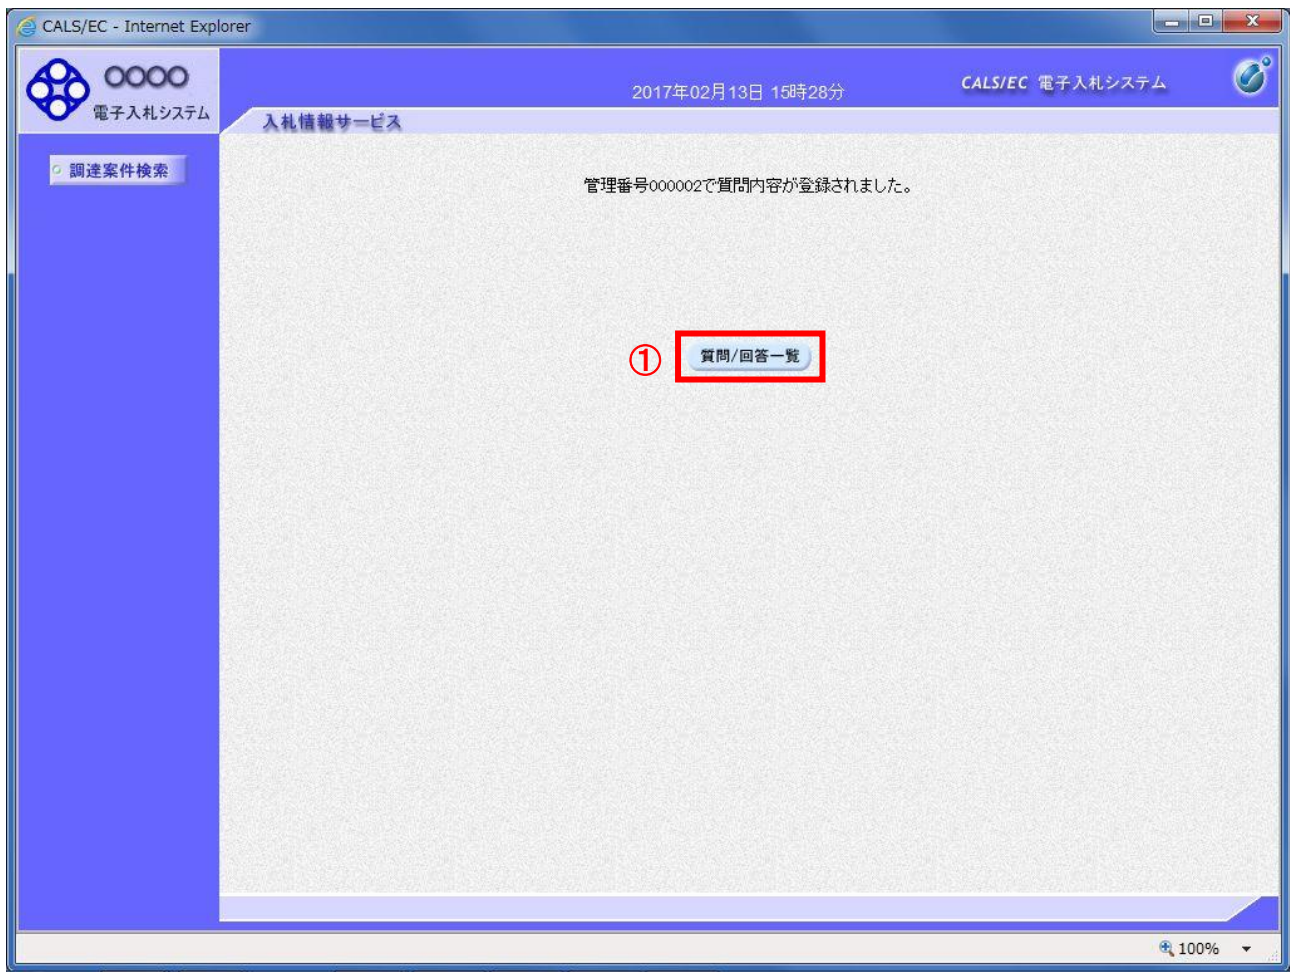 CALS/EC - Internet Explorer
〇〇〇〇
電子入札システム
2017年02月13日 15時28分
CALS/EC 電子入札システム
入札情報サービス
調達案件検索
管理番号000002で質問内容が登録されました。
① 質問/回答一覧
100%